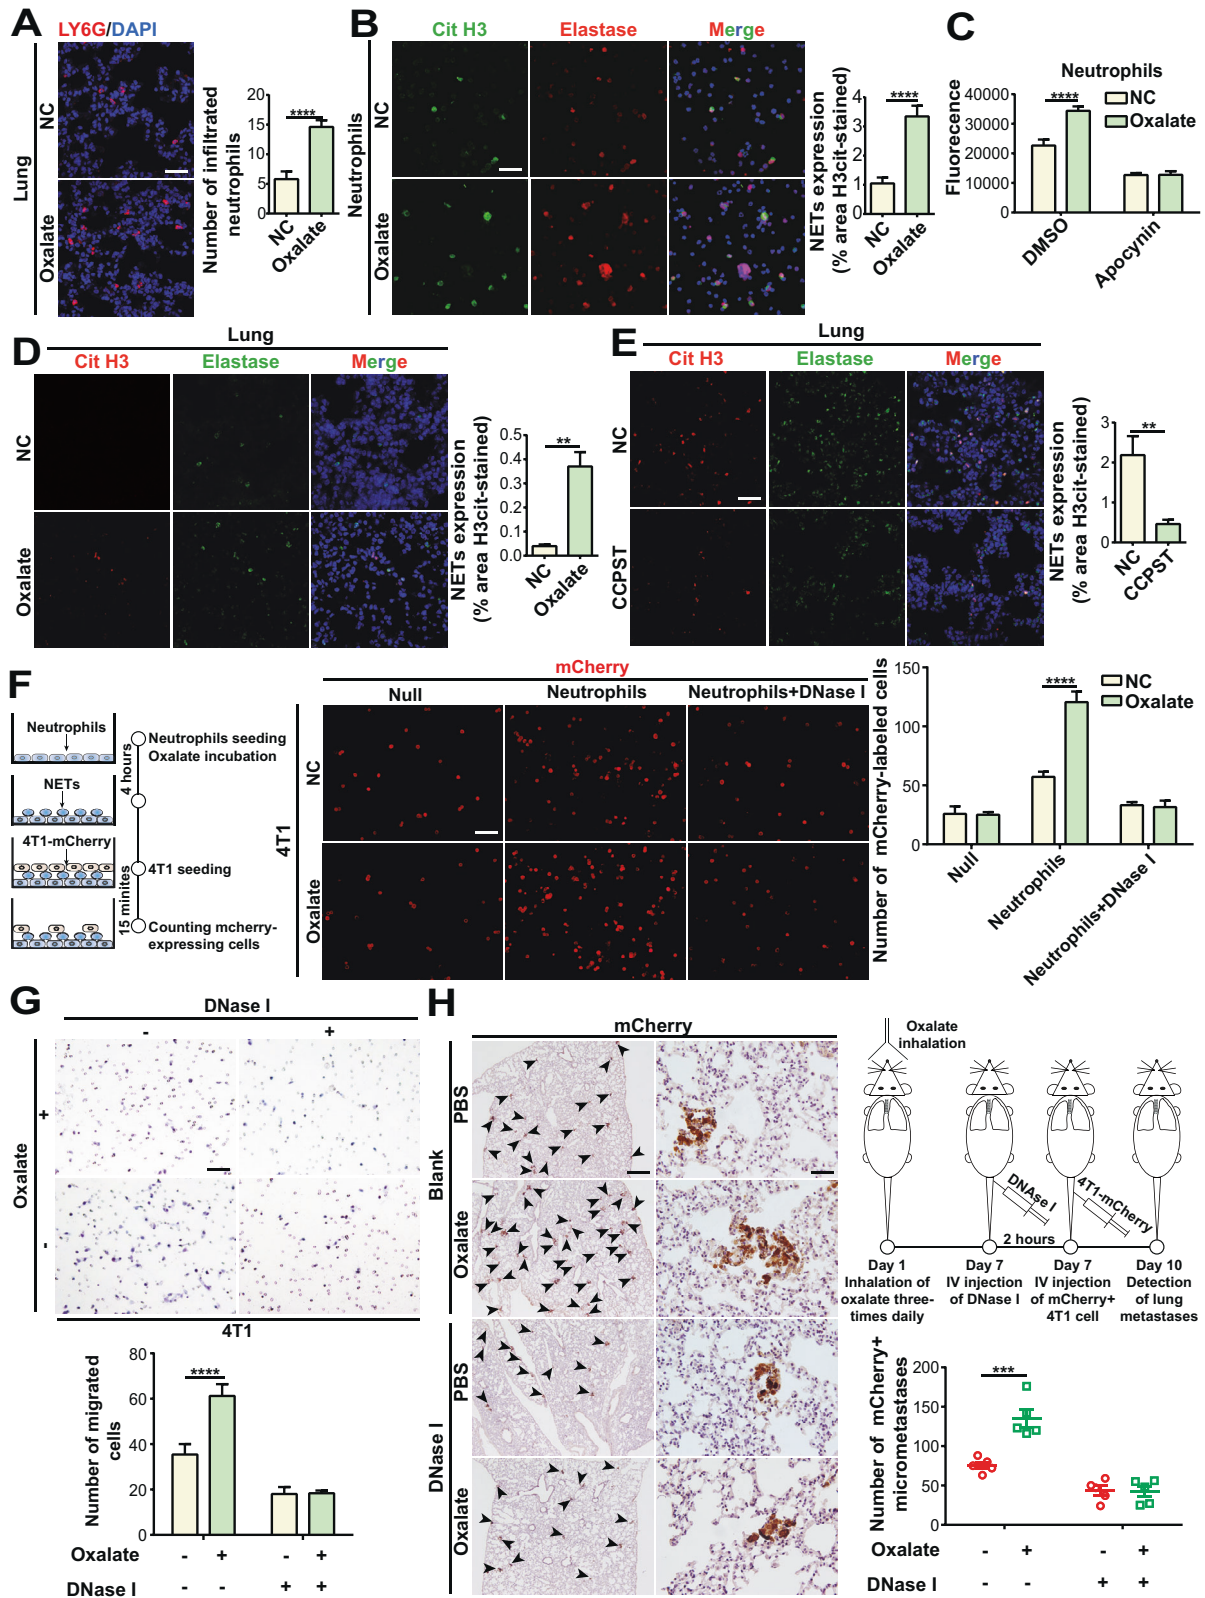 A
LY6G/DAPI
Lung
NC
Oxalate
Number of infiltrated
neutrophils
20
15
10
5
0
****
NC
Oxalate
B
Cit H3
Elastase
Merge
Neutrophils
NC
Oxalate
NETs expression
(% area H3cit-stained)
4
3
2
1
0
****
NC
Oxalate
C
Neutrophils
Fluorecence
40000
30000
20000
10000
0
****
NC
Oxalate
DMSO
Apocynin
D
Lung
Cit H3
Elastase
Merge
NC
Oxalate
NETs expression
(% area H3cit-stained)
0.5
0.4
0.3
0.2
0.1
0.0
**
NC
Oxalate
E
Lung
Cit H3
Elastase
Merge
NC
CCPST
NETs expression
(% area H3cit-stained)
3
2
1
0
**
NC
CCPST
F
Neutrophils
NETs
4T1-mCherry
4 hours
15 minites
Neutrophils seeding
Oxalate incubation
4T1 seeding
Counting mcherry-
expressing cells
mCherry
Null
Neutrophils
Neutrophils+DNase I
4T1
NC
Oxalate
Number of mCherry-labeled cells
150
100
50
0
****
NC
Oxalate
Null
Neutrophils
Neutrophils+DNase I
G
DNase I
- +
Oxalate
+
-
4T1
Number of migrated
cells
80
60
40
20
0
****
Oxalate - + - +
DNase I - - + +
H
mCherry
Blank
PBS
Oxalate
DNase I
PBS
Oxalate
Oxalate
inhalation
DNAse I
4T1-mCherry
2 hours
Day 1
Inhalation of
oxalate three-
times daily
Day 7
IV injection
of DNase I
Day 7
IV injection
of mCherry+
4T1 cell
Day 10
Detection
of lung
metastases
Number of mCherry+
micrometastases
200
150
100
50
0
***
Oxalate - + - +
DNase I - - + +